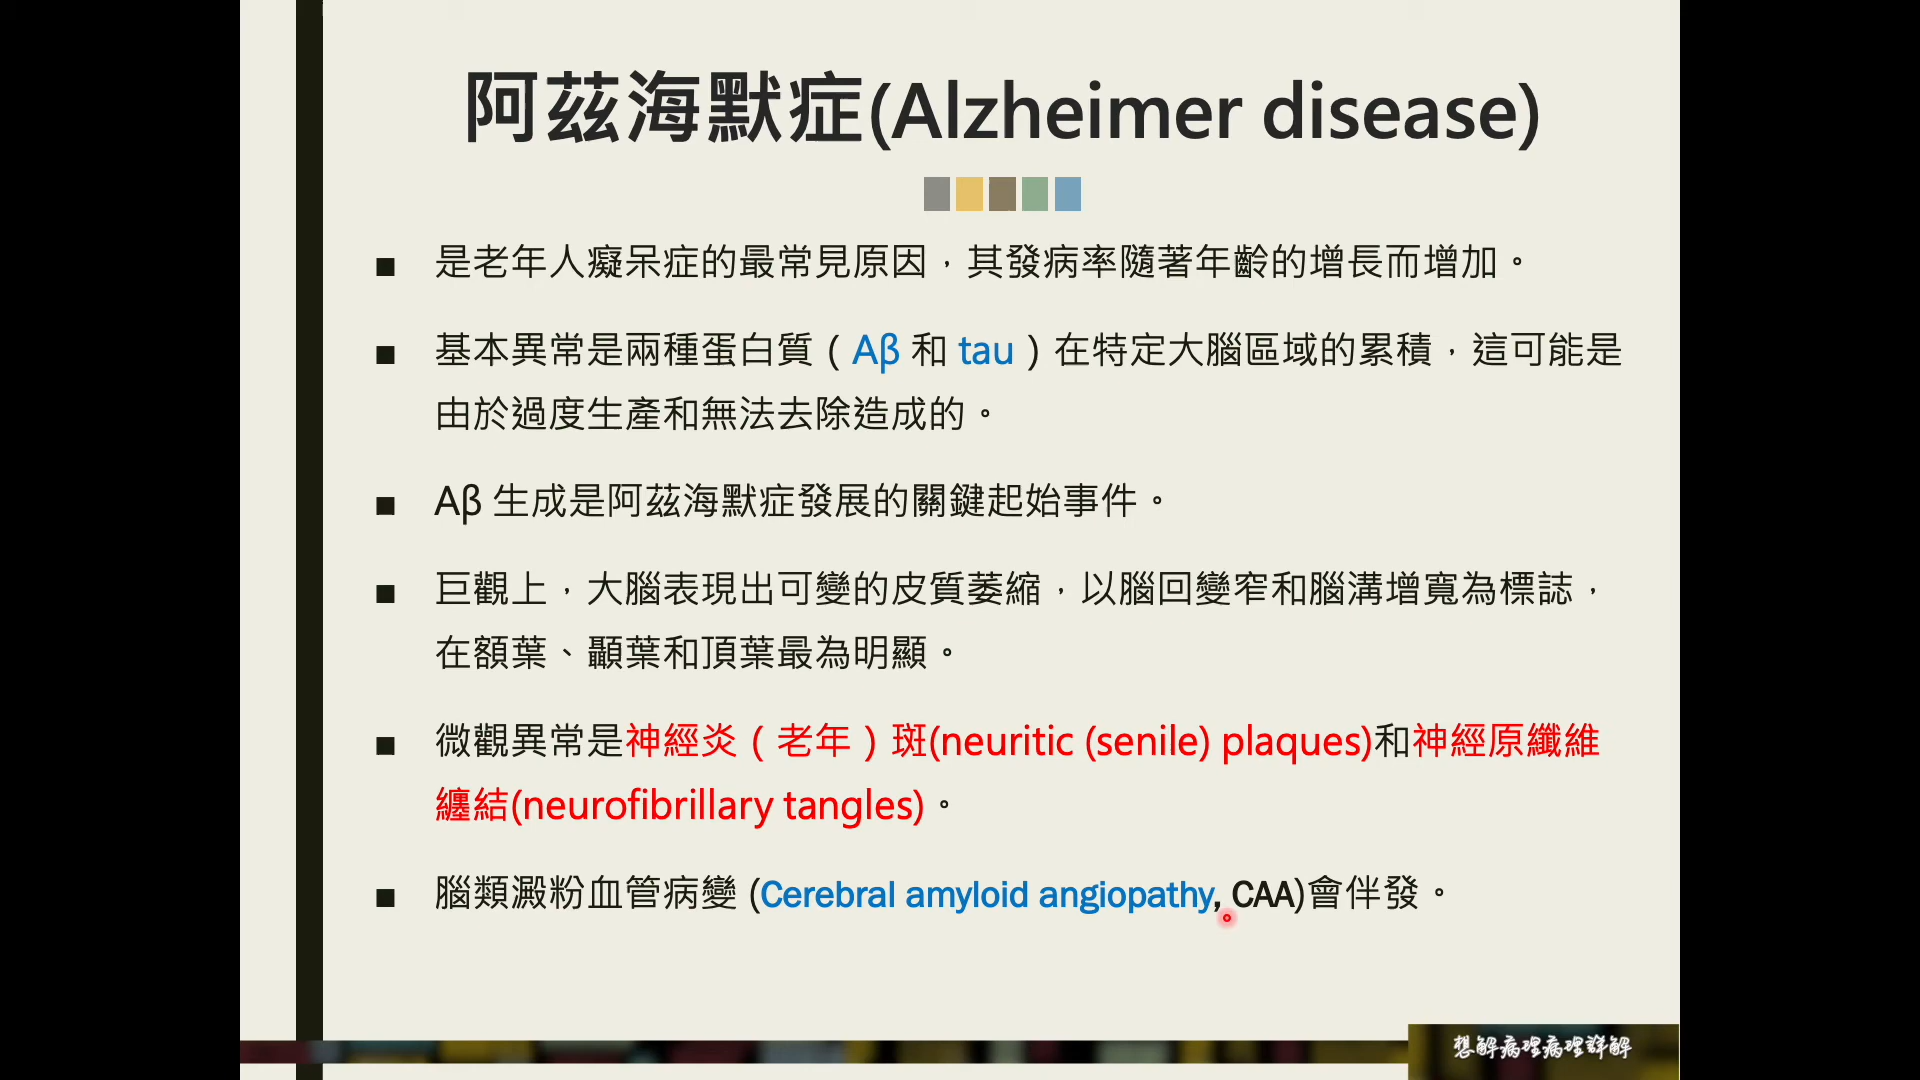 阿茲海默症(Alzheimer disease)
是老年人癡呆症的最常見原因，其發病率隨著年齡的增長而增加。
基本異常是兩種蛋白質（Aβ 和 tau）在特定大腦區域的累積，這可能是
由於過度生產和無法去除造成的。
Aβ 生成是阿茲海默症發展的關鍵起始事件。
巨觀上，大腦表現出可變的皮質萎縮，以腦回變窄和腦溝增寬為標誌，
在額葉、顳葉和頂葉最為明顯。
微觀異常是神經炎（老年）斑(neuritic (senile) plaques)和神經原纖維
纏結(neurofibrillary tangles)。
腦類澱粉血管病變 (Cerebral amyloid angiopathy, CAA)會伴發。
想解病理病理詳解